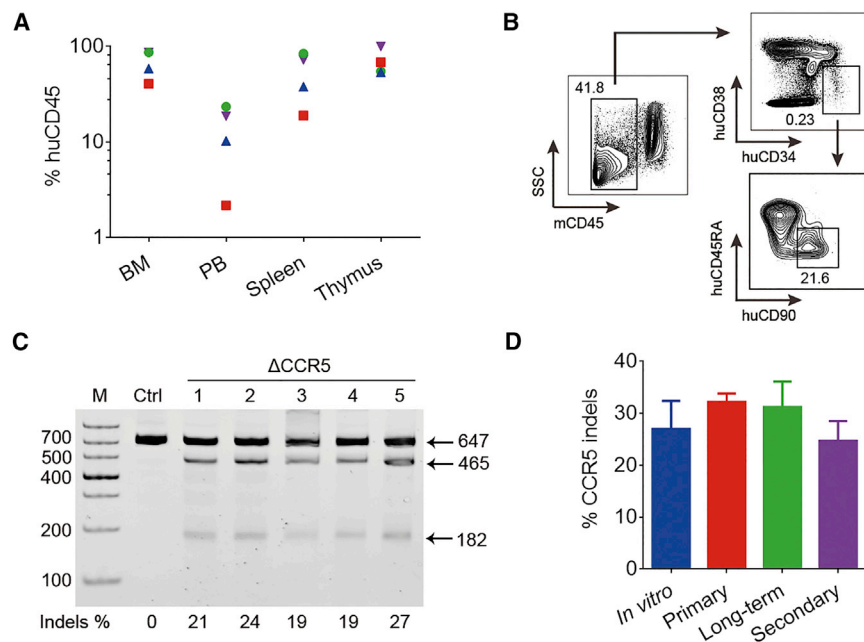 A
% huCD45
100
10
1
BM
PB
Spleen
Thymus
B
41.8
SSC
mCD45
huCD38
0.23
huCD34
huCD45RA
21.6
huCD90
C
ΔCCR5
M Ctrl 1 2 3 4 5
700
500
400
200
100
647
465
182
Indels % 0 21 24 19 19 27
D
% CCR5 indels
40
30
20
10
0
In vitro
Primary
Long-term
Secondary